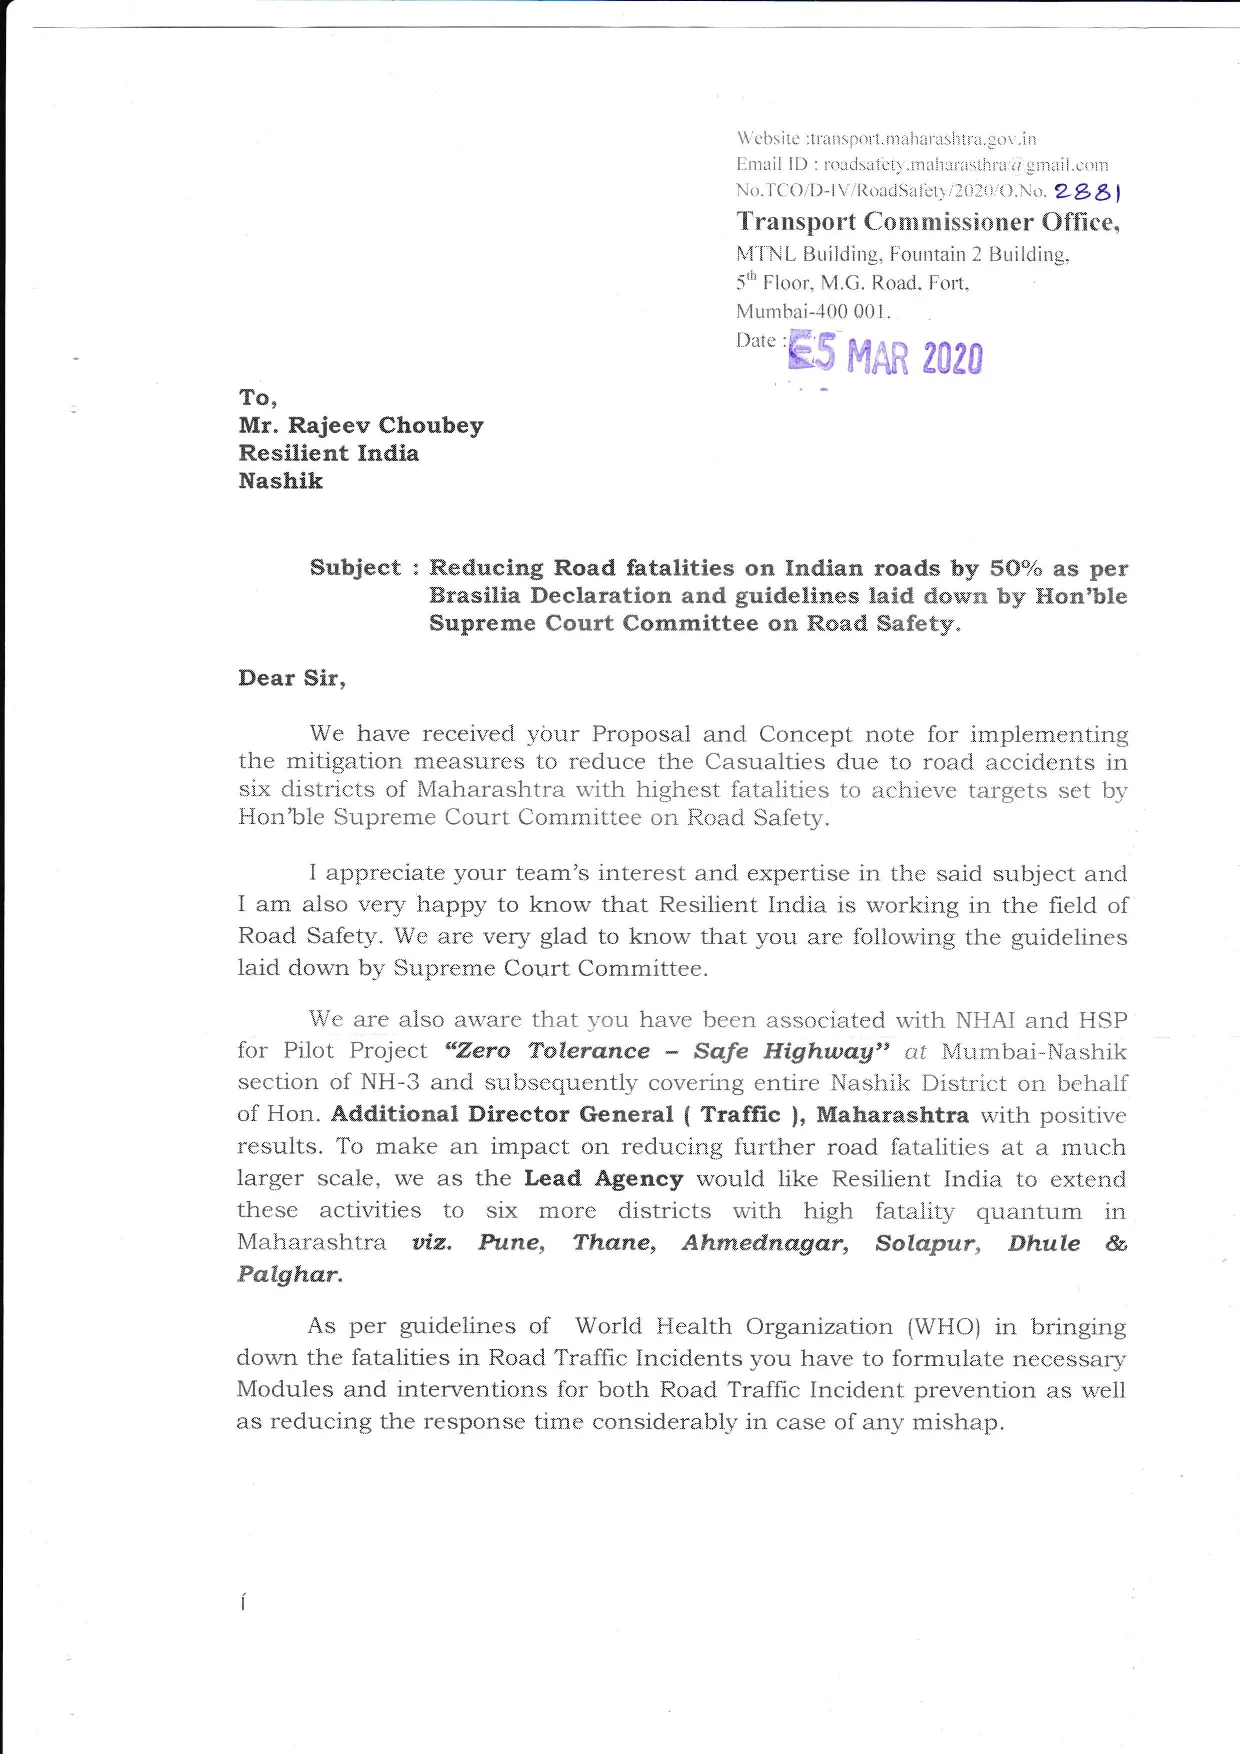 Website :transport.maharashtra.gov.in
Email ID : roadsafety.maharasthra@gmail.com
No.TCO/D-IV/RoadSafety/2020/O.No. 2881
Transport Commissioner Office,
MTNL Building, Fountain 2 Building,
5th Floor, M.G. Road, Fort,
Mumbai-400 001.
Date : 5 MAR 2020
To,
Mr. Rajeev Choubey
Resilient India
Nashik
Subject : Reducing Road fatalities on Indian roads by 50% as per
Brasilia Declaration and guidelines laid down by Hon'ble
Supreme Court Committee on Road Safety.
Dear Sir,
We have received your Proposal and Concept note for implementing
the mitigation measures to reduce the Casualties due to road accidents in
six districts of Maharashtra with highest fatalities to achieve targets set by
Hon'ble Supreme Court Committee on Road Safety.
I appreciate your team's interest and expertise in the said subject and
I am also very happy to know that Resilient India is working in the field of
Road Safety. We are very glad to know that you are following the guidelines
laid down by Supreme Court Committee.
We are also aware that you have been associated with NHAI and HSP
for Pilot Project “Zero Tolerance – Safe Highway” at Mumbai-Nashik
section of NH-3 and subsequently covering entire Nashik District on behalf
of Hon. Additional Director General ( Traffic ), Maharashtra with positive
results. To make an impact on reducing further road fatalities at a much
larger scale, we as the Lead Agency would like Resilient India to extend
these activities to six more districts with high fatality quantum in
Maharashtra viz. Pune, Thane, Ahmednagar, Solapur, Dhule &
Palghar.
As per guidelines of World Health Organization (WHO) in bringing
down the fatalities in Road Traffic Incidents you have to formulate necessary
Modules and interventions for both Road Traffic Incident prevention as well
as reducing the response time considerably in case of any mishap.